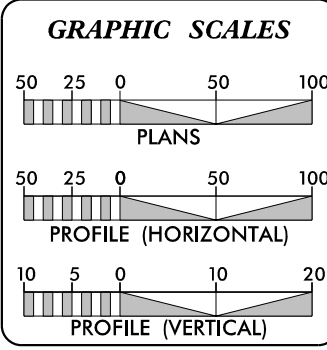 GRAPHIC SCALES
50 25 0 50 100
PLANS
50 25 0 50 100
PROFILE (HORIZONTAL)
10 5 0 10 20
PROFILE (VERTICAL)